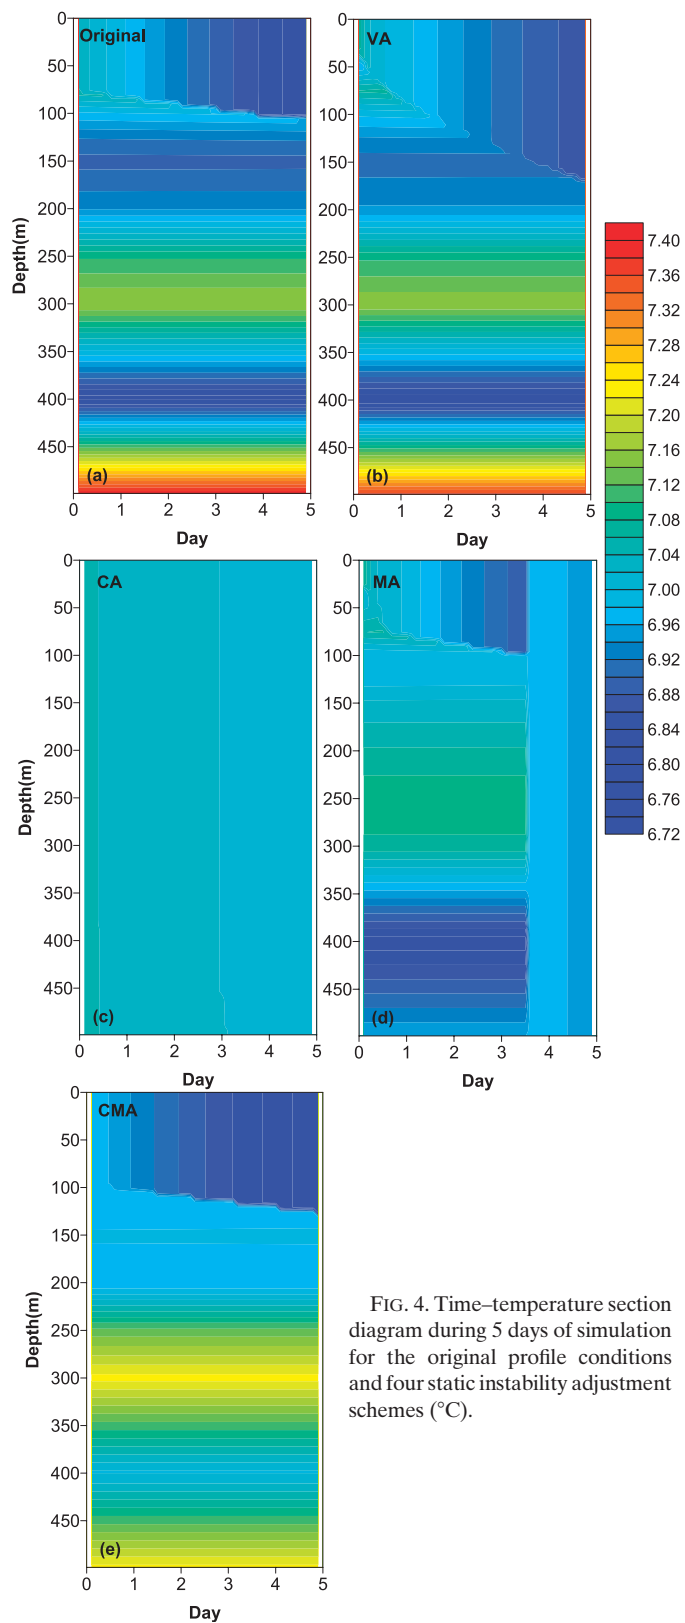 0
50
100
150
200
250
300
350
400
450
Depth(m)
Original
(a)
0 1 2 3 4 5
Day
0
50
100
150
200
250
300
350
400
450
VA
(b)
0 1 2 3 4 5
Day
7.40
7.36
7.32
7.28
7.24
7.20
7.16
7.12
7.08
7.04
7.00
6.96
6.92
6.88
6.84
6.80
6.76
6.72
0
50
100
150
200
250
300
350
400
450
Depth(m)
CA
(c)
0 1 2 3 4 5
Day
0
50
100
150
200
250
300
350
400
450
MA
(d)
0 1 2 3 4 5
Day
0
50
100
150
200
250
300
350
400
450
Depth(m)
CMA
(e)
0 1 2 3 4 5
Day
FIG. 4. Time–temperature section
diagram during 5 days of simulation
for the original profile conditions
and four static instability adjustment
schemes (°C).